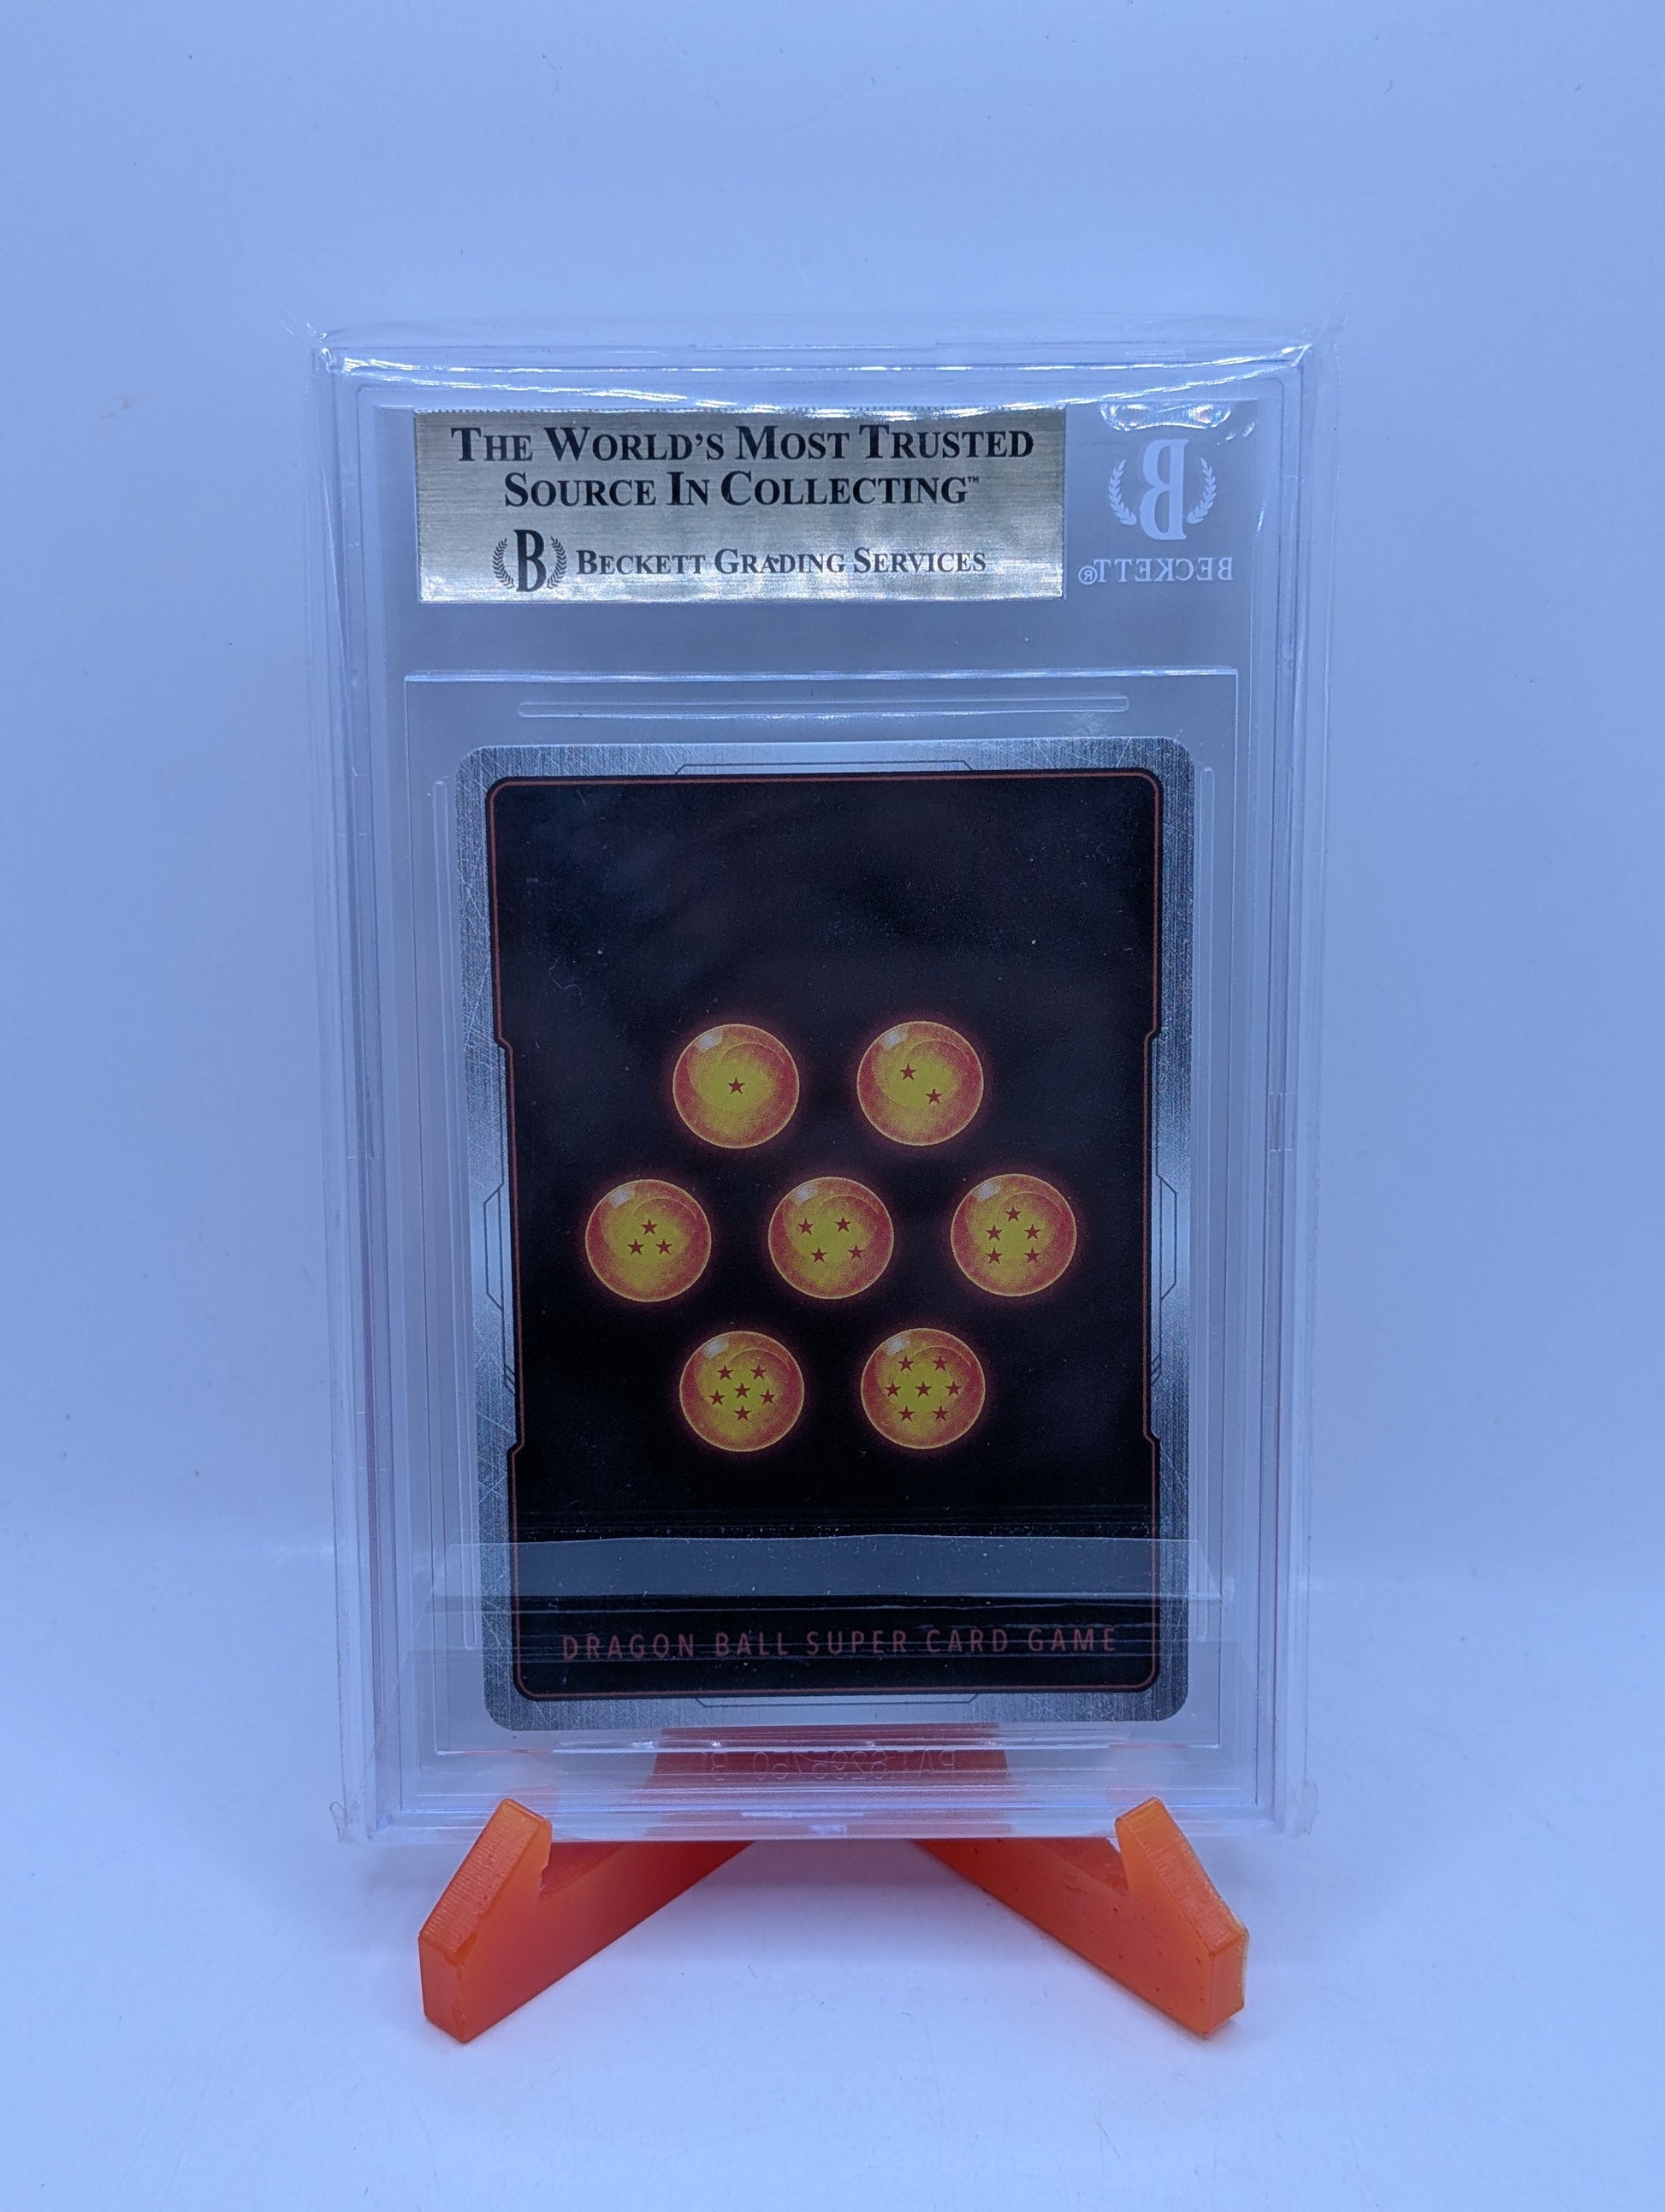 THE WORLD'S MOST TRUSTED
SOURCE IN COLLECTING™
B BECKETT GRADING SERVICES
B
BECKETT®
DRAGON BALL SUPER CARD GAME